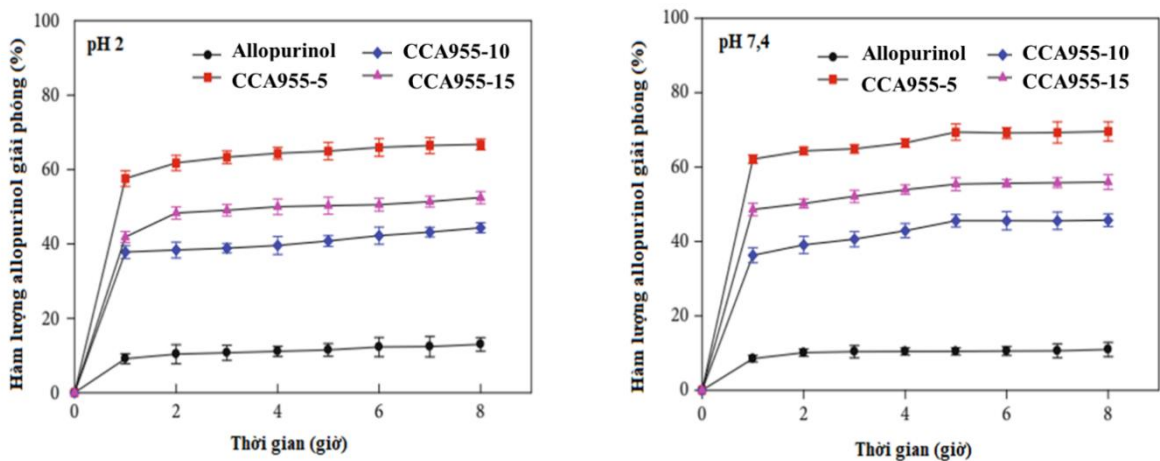 Hàm lượng allopurinol giải phóng (%)
100
80
60
40
20
0
pH 2
Allopurinol
CCA955-10
CCA955-5
CCA955-15
0
2
4
6
8
Thời gian (giờ)
Hàm lượng allopurinol giải phóng (%)
100
80
60
40
20
0
pH 7,4
Allopurinol
CCA955-10
CCA955-5
CCA955-15
0
2
4
6
8
Thời gian (giờ)